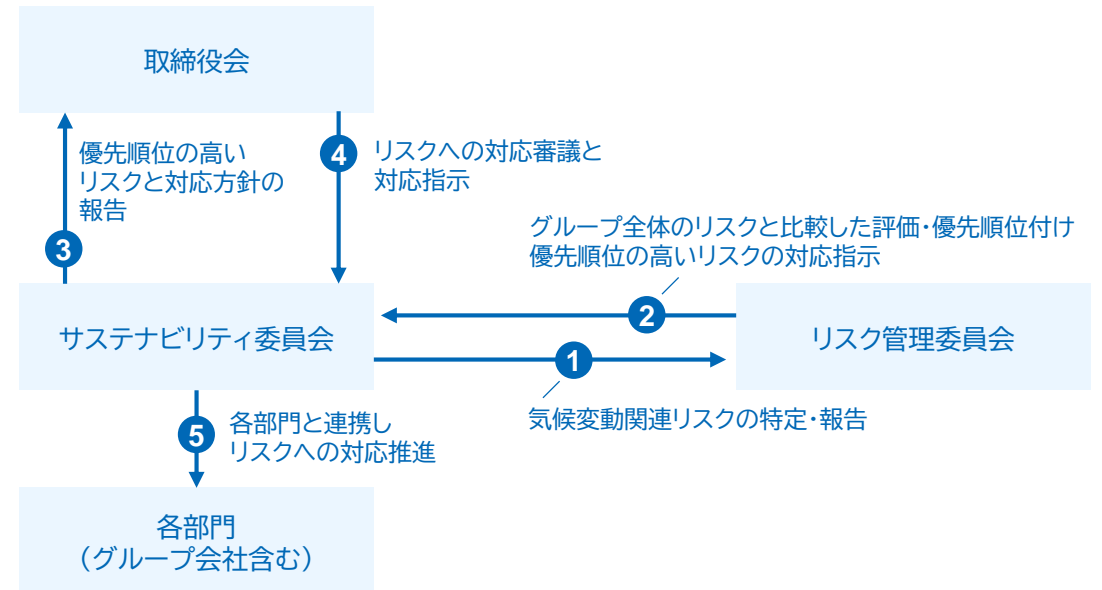 取締役会
優先順位の高い
リスクと対応方針の
報告
3
4
リスクへの対応審議と
対応指示
グループ全体のリスクと比較した評価・優先順位付け
優先順位の高いリスクの対応指示
2
サステナビリティ委員会
リスク管理委員会
1
気候変動関連リスクの特定・報告
5
各部門と連携し
リスクへの対応推進
各部門
（グループ会社含む）